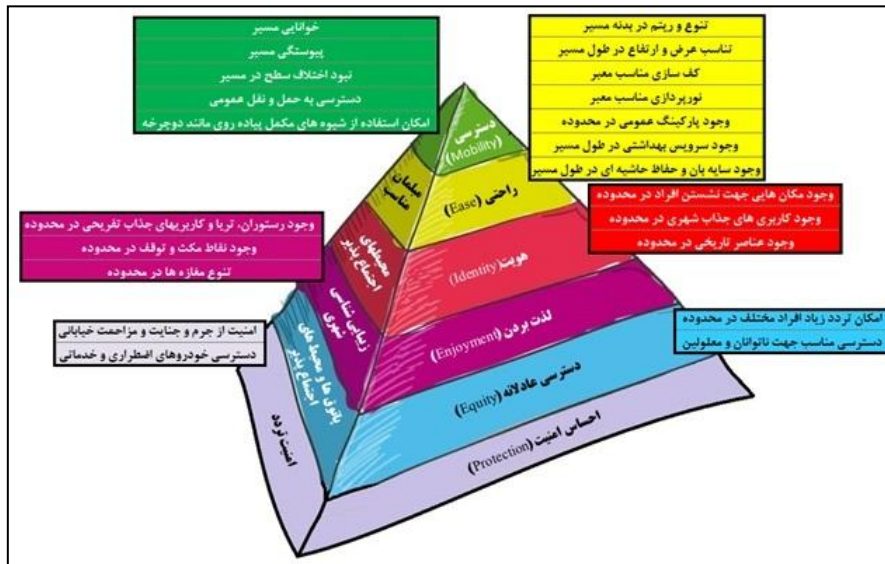 خوانایی مسیر
پیوستگی مسیر
نبود اختلاف سطح در مسیر
دسترسی به حمل و نقل عمومی
امکان استفاده از شیوه های مکمل پیاده روی مانند دوچرخه
تنوع و ریتم در بدنه مسیر
تناسب عرض و ارتفاع در طول مسیر
کف سازی مناسب معبر
نورپردازی مناسب معبر
وجود پارکینگ عمومی در محدوده
وجود سرویس بهداشتی در طول مسیر
وجود سایه بان و حفاظ حاشیه ای در طول مسیر
وجود مکان هایی جهت نشستن افراد در محدوده
وجود کاربری های جذاب شهری در محدوده
وجود عناصر تاریخی در محدوده
وجود رستوران، تریا و کاربریهای جذاب تفریحی در محدوده
وجود نقاط مکث و توقف در محدوده
تنوع مغازه ها در محدوده
امکان تردد زیاد افراد مختلف در محدوده
دسترسی مناسب جهت ناتوانان و معلولین
امنیت از جرم و جنایت و مزاحمت خیابانی
دسترسی خودروهای اضطراری و خدماتی
دسترسی
(Mobility)
مبلمان
مناسب
راحتی (Ease)
محیطهای
اجتماع پذیر
هویت (Identity)
زیبایی شناسی
شهری
لذت بردن (Enjoyment)
پاتوق ها و محیط های
اجتماع پذیر
دسترسی عادلانه (Equity)
امنیت تردد
احساس امنیت (Protection)